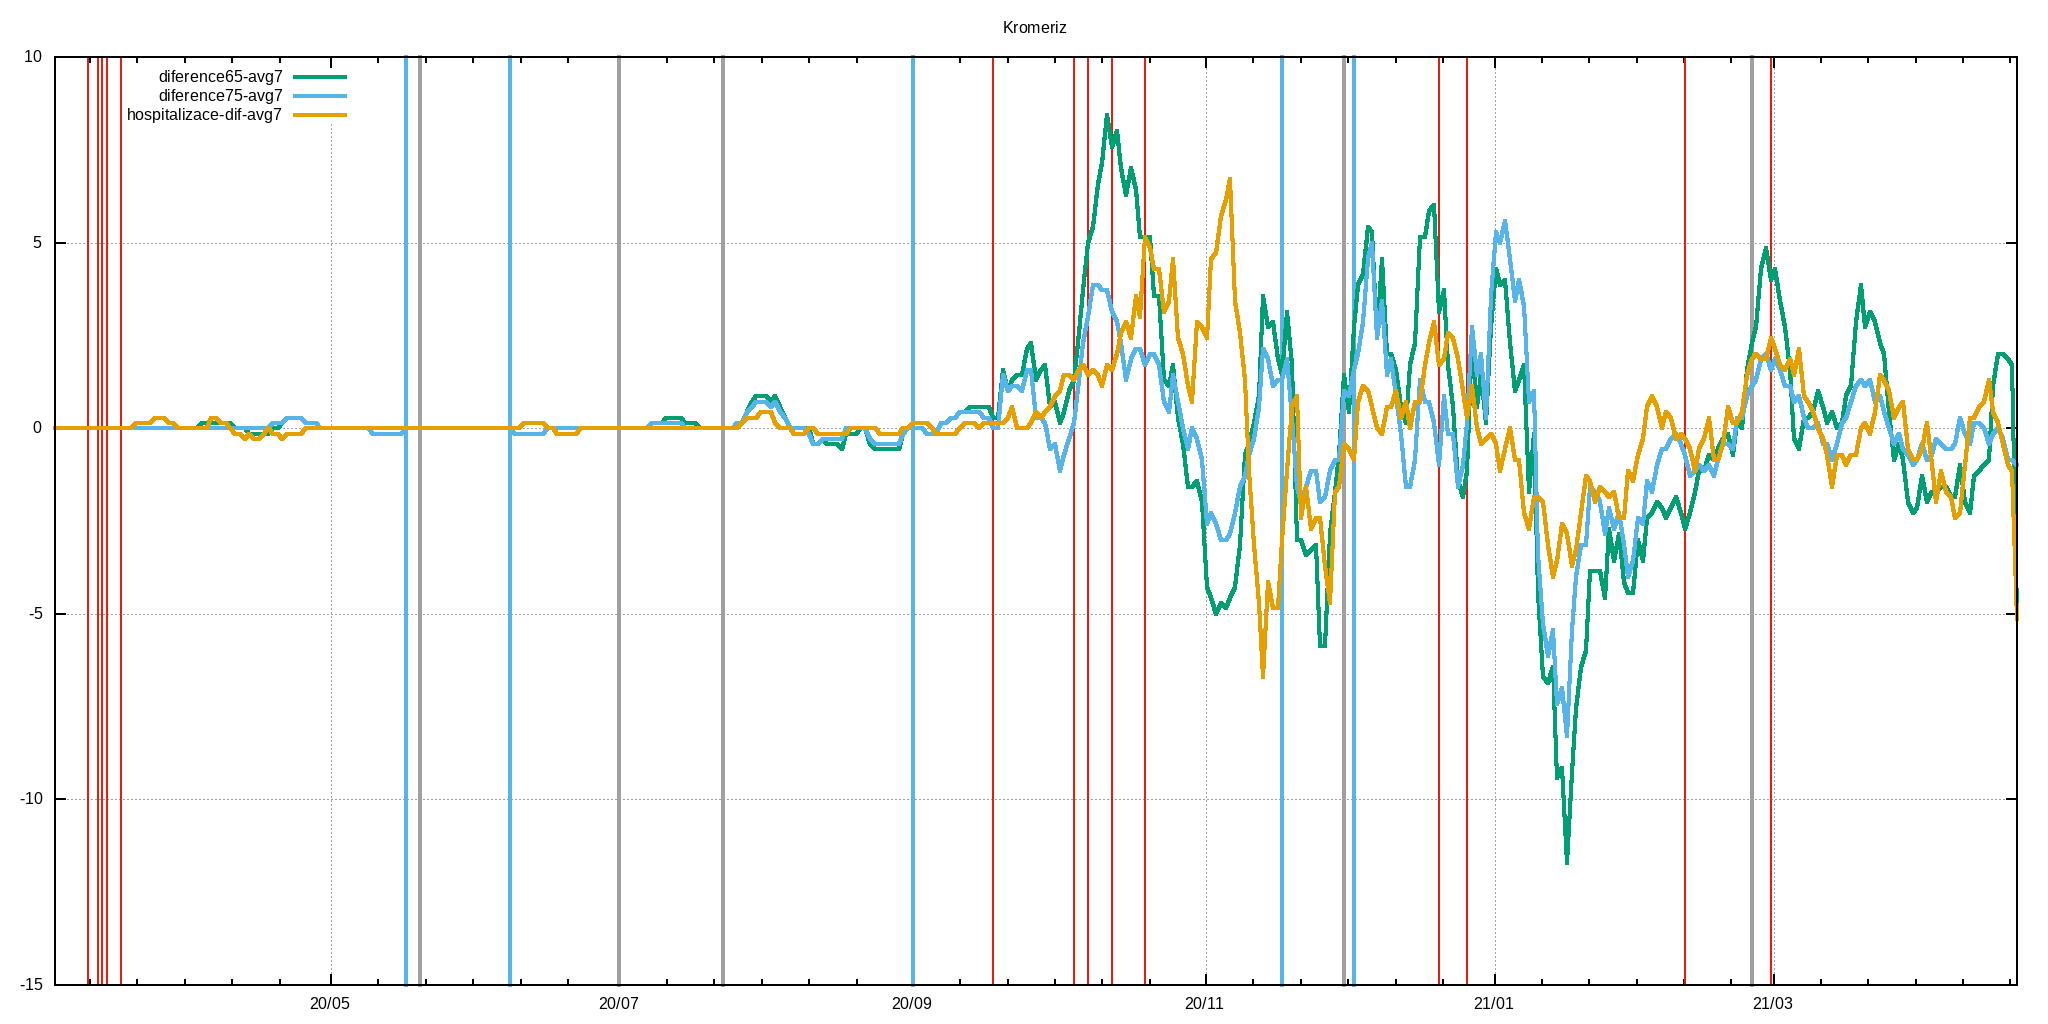 Kromeriz
10
diference65-avg7
diference75-avg7
hospitalizace-dif-avg7
5
0
-5
-10
-15
20/05 20/07 20/09 20/11 21/01 21/03